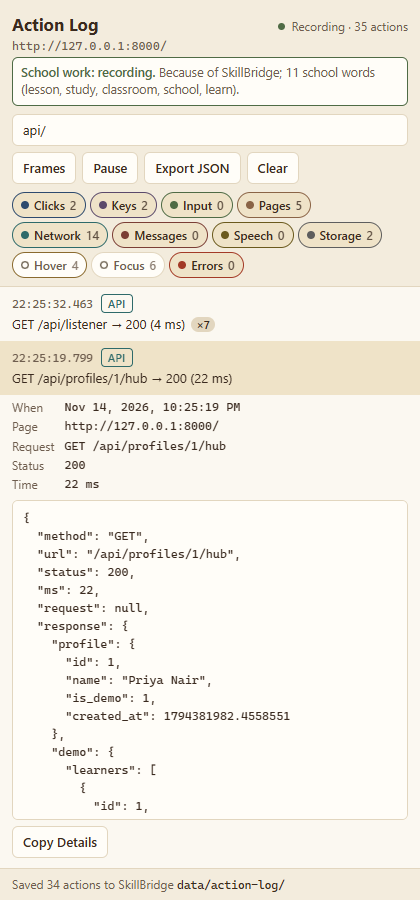 Action Log
Recording · 35 actions
http://127.0.0.1:8000/
School work: recording. Because of SkillBridge; 11 school words
(lesson, study, classroom, school, learn).
api/
Frames Pause Export JSON Clear
Clicks 2 Keys 2 Input 0 Pages 5
Network 14 Messages 0 Speech 0 Storage 2
Hover 4 Focus 6 Errors 0
22:25:32.463 API
GET /api/listener → 200 (4 ms) ×7
22:25:19.799 API
GET /api/profiles/1/hub → 200 (22 ms)
When Nov 14, 2026, 10:25:19 PM
Page http://127.0.0.1:8000/
Request GET /api/profiles/1/hub
Status 200
Time 22 ms
{
"method": "GET",
"url": "/api/profiles/1/hub",
"status": 200,
"ms": 22,
"request": null,
"response": {
"profile": {
"id": 1,
"name": "Priya Nair",
"is_demo": 1,
"created_at": 1794381982.4558551
},
"demo": {
"learners": [
{
"id": 1,
Copy Details
Saved 34 actions to SkillBridge data/action-log/